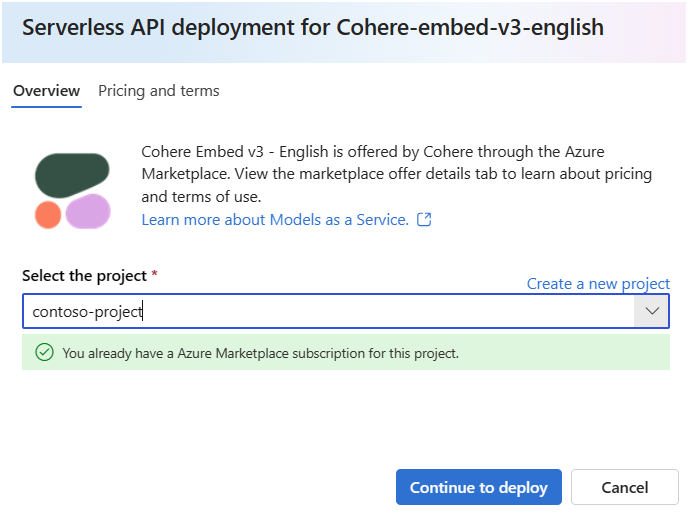 Serverless API deployment for Cohere-embed-v3-english
Overview
Pricing and terms
Cohere Embed v3 - English is offered by Cohere through the Azure
Marketplace. View the marketplace offer details tab to learn about pricing
and terms of use.
Learn more about Models as a Service.
Select the project *
Create a new project
contoso-project
You already have a Azure Marketplace subscription for this project.
Continue to deploy
Cancel